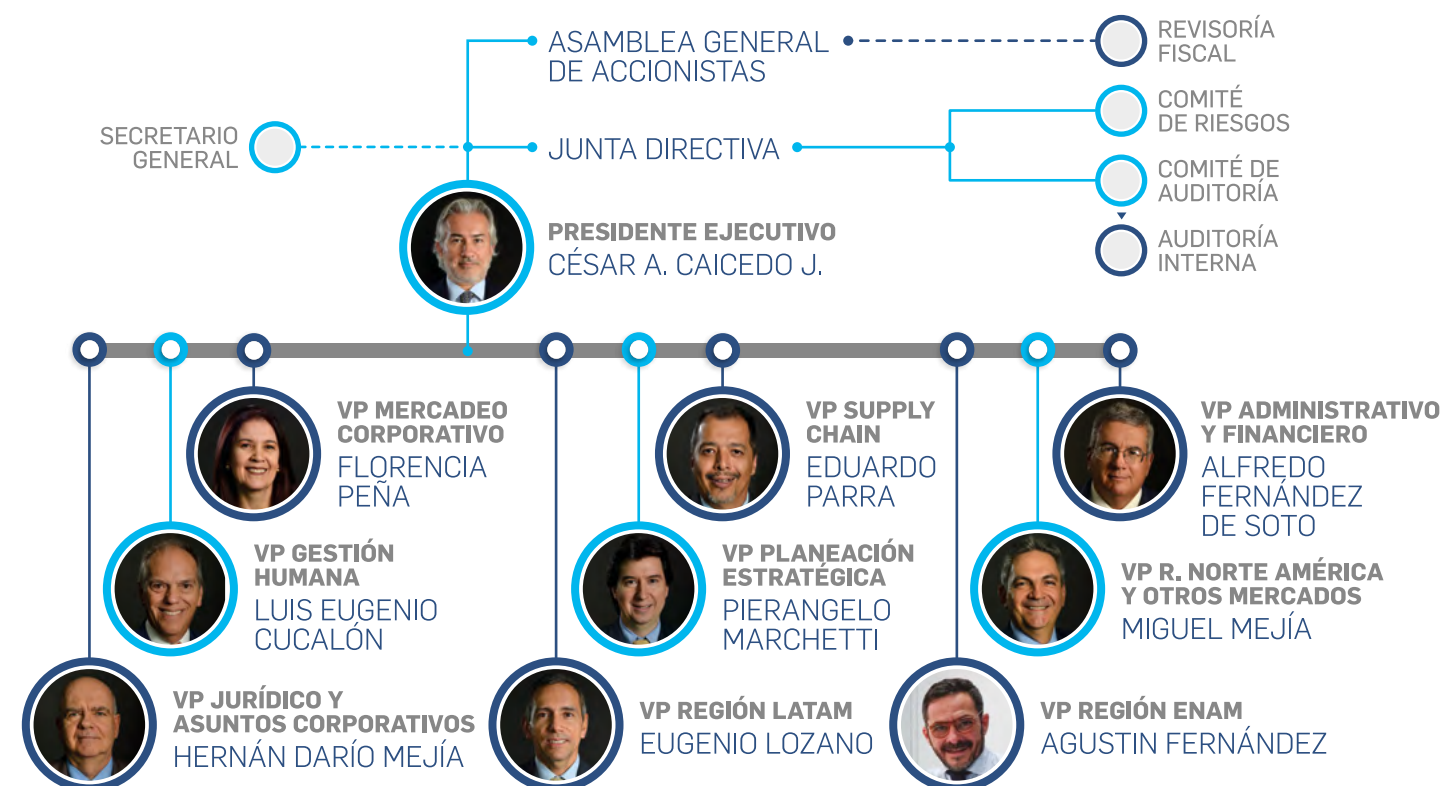 ASAMBLEA GENERAL
DE ACCIONISTAS
REVISORÍA
FISCAL
SECRETARIO
GENERAL
JUNTA DIRECTIVA
COMITÉ
DE RIESGOS
COMITÉ DE
AUDITORÍA
AUDITORÍA
INTERNA
PRESIDENTE EJECUTIVO
CÉSAR A. CAICEDO J.
VP MERCADEO
CORPORATIVO
FLORENCIA
PEÑA
VP SUPPLY
CHAIN
EDUARDO
PARRA
VP ADMINISTRATIVO
Y FINANCIERO
ALFREDO
FERNÁNDEZ
DE SOTO
VP GESTIÓN
HUMANA
LUIS EUGENIO
CUCALÓN
VP PLANEACIÓN
ESTRATÉGICA
PIERANGELO
MARCHETTI
VP R. NORTE AMÉRICA
Y OTROS MERCADOS
MIGUEL MEJÍA
VP JURÍDICO Y
ASUNTOS CORPORATIVOS
HERNÁN DARÍO MEJÍA
VP REGIÓN LATAM
EUGENIO LOZANO
VP REGIÓN ENAM
AGUSTIN FERNÁNDEZ